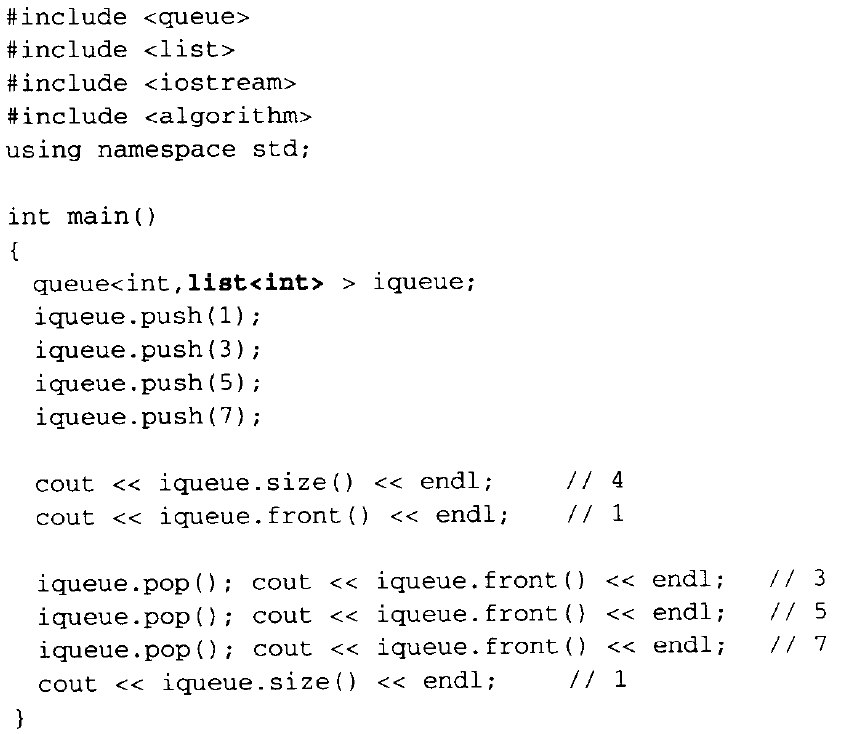 #include <queue>
#include <list>
#include <iostream>
#include <algorithm>
using namespace std;

int main()
{
  queue<int,list<int> > iqueue;
  iqueue.push(1);
  iqueue.push(3);
  iqueue.push(5);
  iqueue.push(7);

  cout << iqueue.size() << endl;     // 4
  cout << iqueue.front() << endl;    // 1

  iqueue.pop(); cout << iqueue.front() << endl;   // 3
  iqueue.pop(); cout << iqueue.front() << endl;   // 5
  iqueue.pop(); cout << iqueue.front() << endl;   // 7
  cout << iqueue.size() << endl;     // 1
}